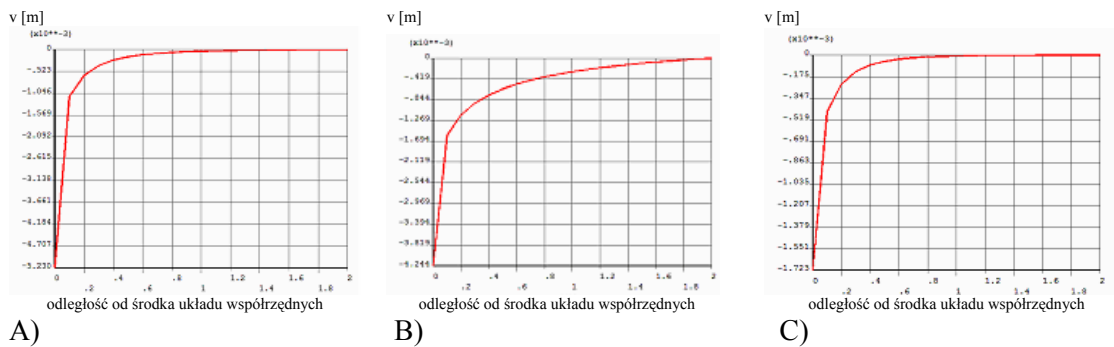 v [m]
v [m]
v [m]
(x10**-3)
0
-.523
-1.046
-1.569
-2.092
-2.615
-3.138
-3.661
-4.184
-4.707
-5.230
0 .4 .8 1.2 1.6 2
.2 .6 1 1.4 1.8
odległość od środka układu współrzędnych
A)
(x10**-3)
0
-.419
-.844
-1.269
-1.694
-2.119
-2.544
-2.969
-3.394
-3.819
-4.244
0 .4 .8 1.2 1.6 2
.2 .6 1 1.4 1.8
odległość od środka układu współrzędnych
B)
(x10**-3)
0
-.175
-.347
-.519
-.691
-.863
-1.035
-1.207
-1.379
-1.551
-1.723
0 .4 .8 1.2 1.6 2
.2 .6 1 1.4 1.8
odległość od środka układu współrzędnych
C)